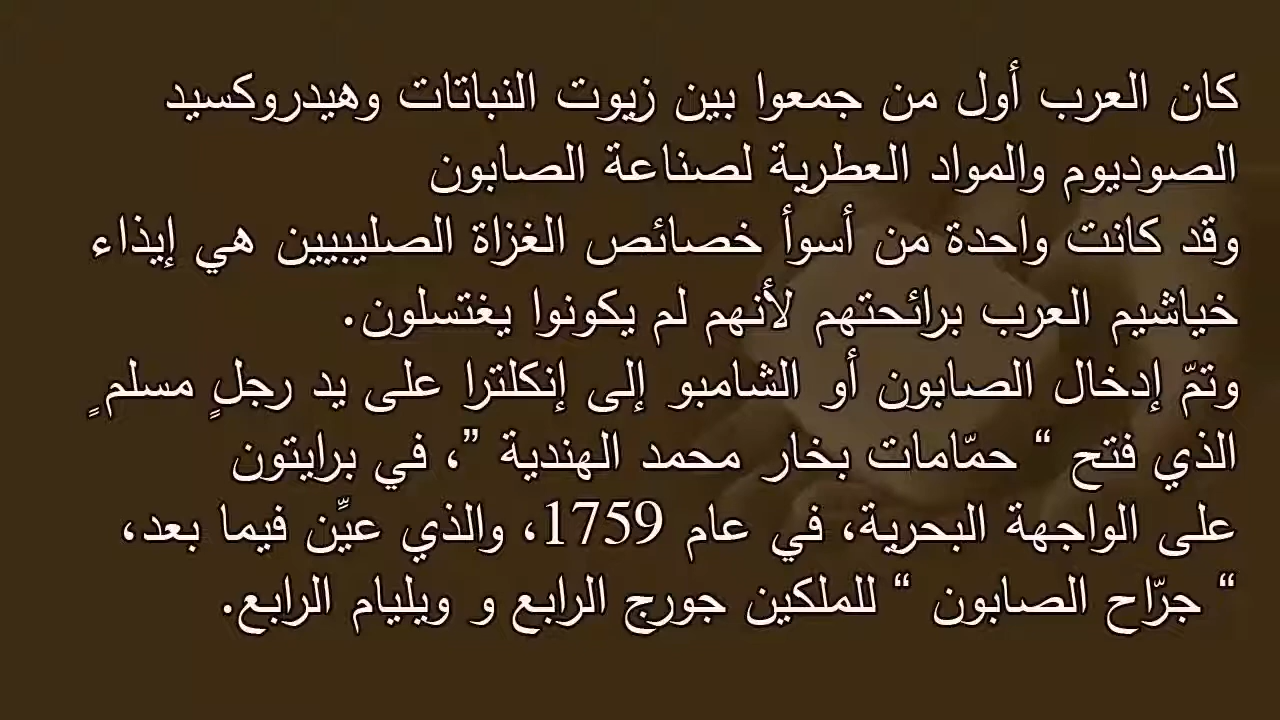 كان العرب أول من جمعوا بين زيوت النباتات وهيدروكسيد
الصوديوم والمواد العطرية لصناعة الصابون
وقد كانت واحدة من أسوأ خصائص الغزاة الصليبيين هي إيذاء
خياشيم العرب برائحتهم لأنهم لم يكونوا يغتسلون.
وتمّ إدخال الصابون أو الشامبو إلى إنكلترا على يد رجلٍ مسلم ٍ
الذي فتح “ حمّامات بخار محمد الهندية ”، في برايتون
على الواجهة البحرية، في عام 1759، والذي عيِّن فيما بعد،
“ جرّاح الصابون “ للملكين جورج الرابع و ويليام الرابع.